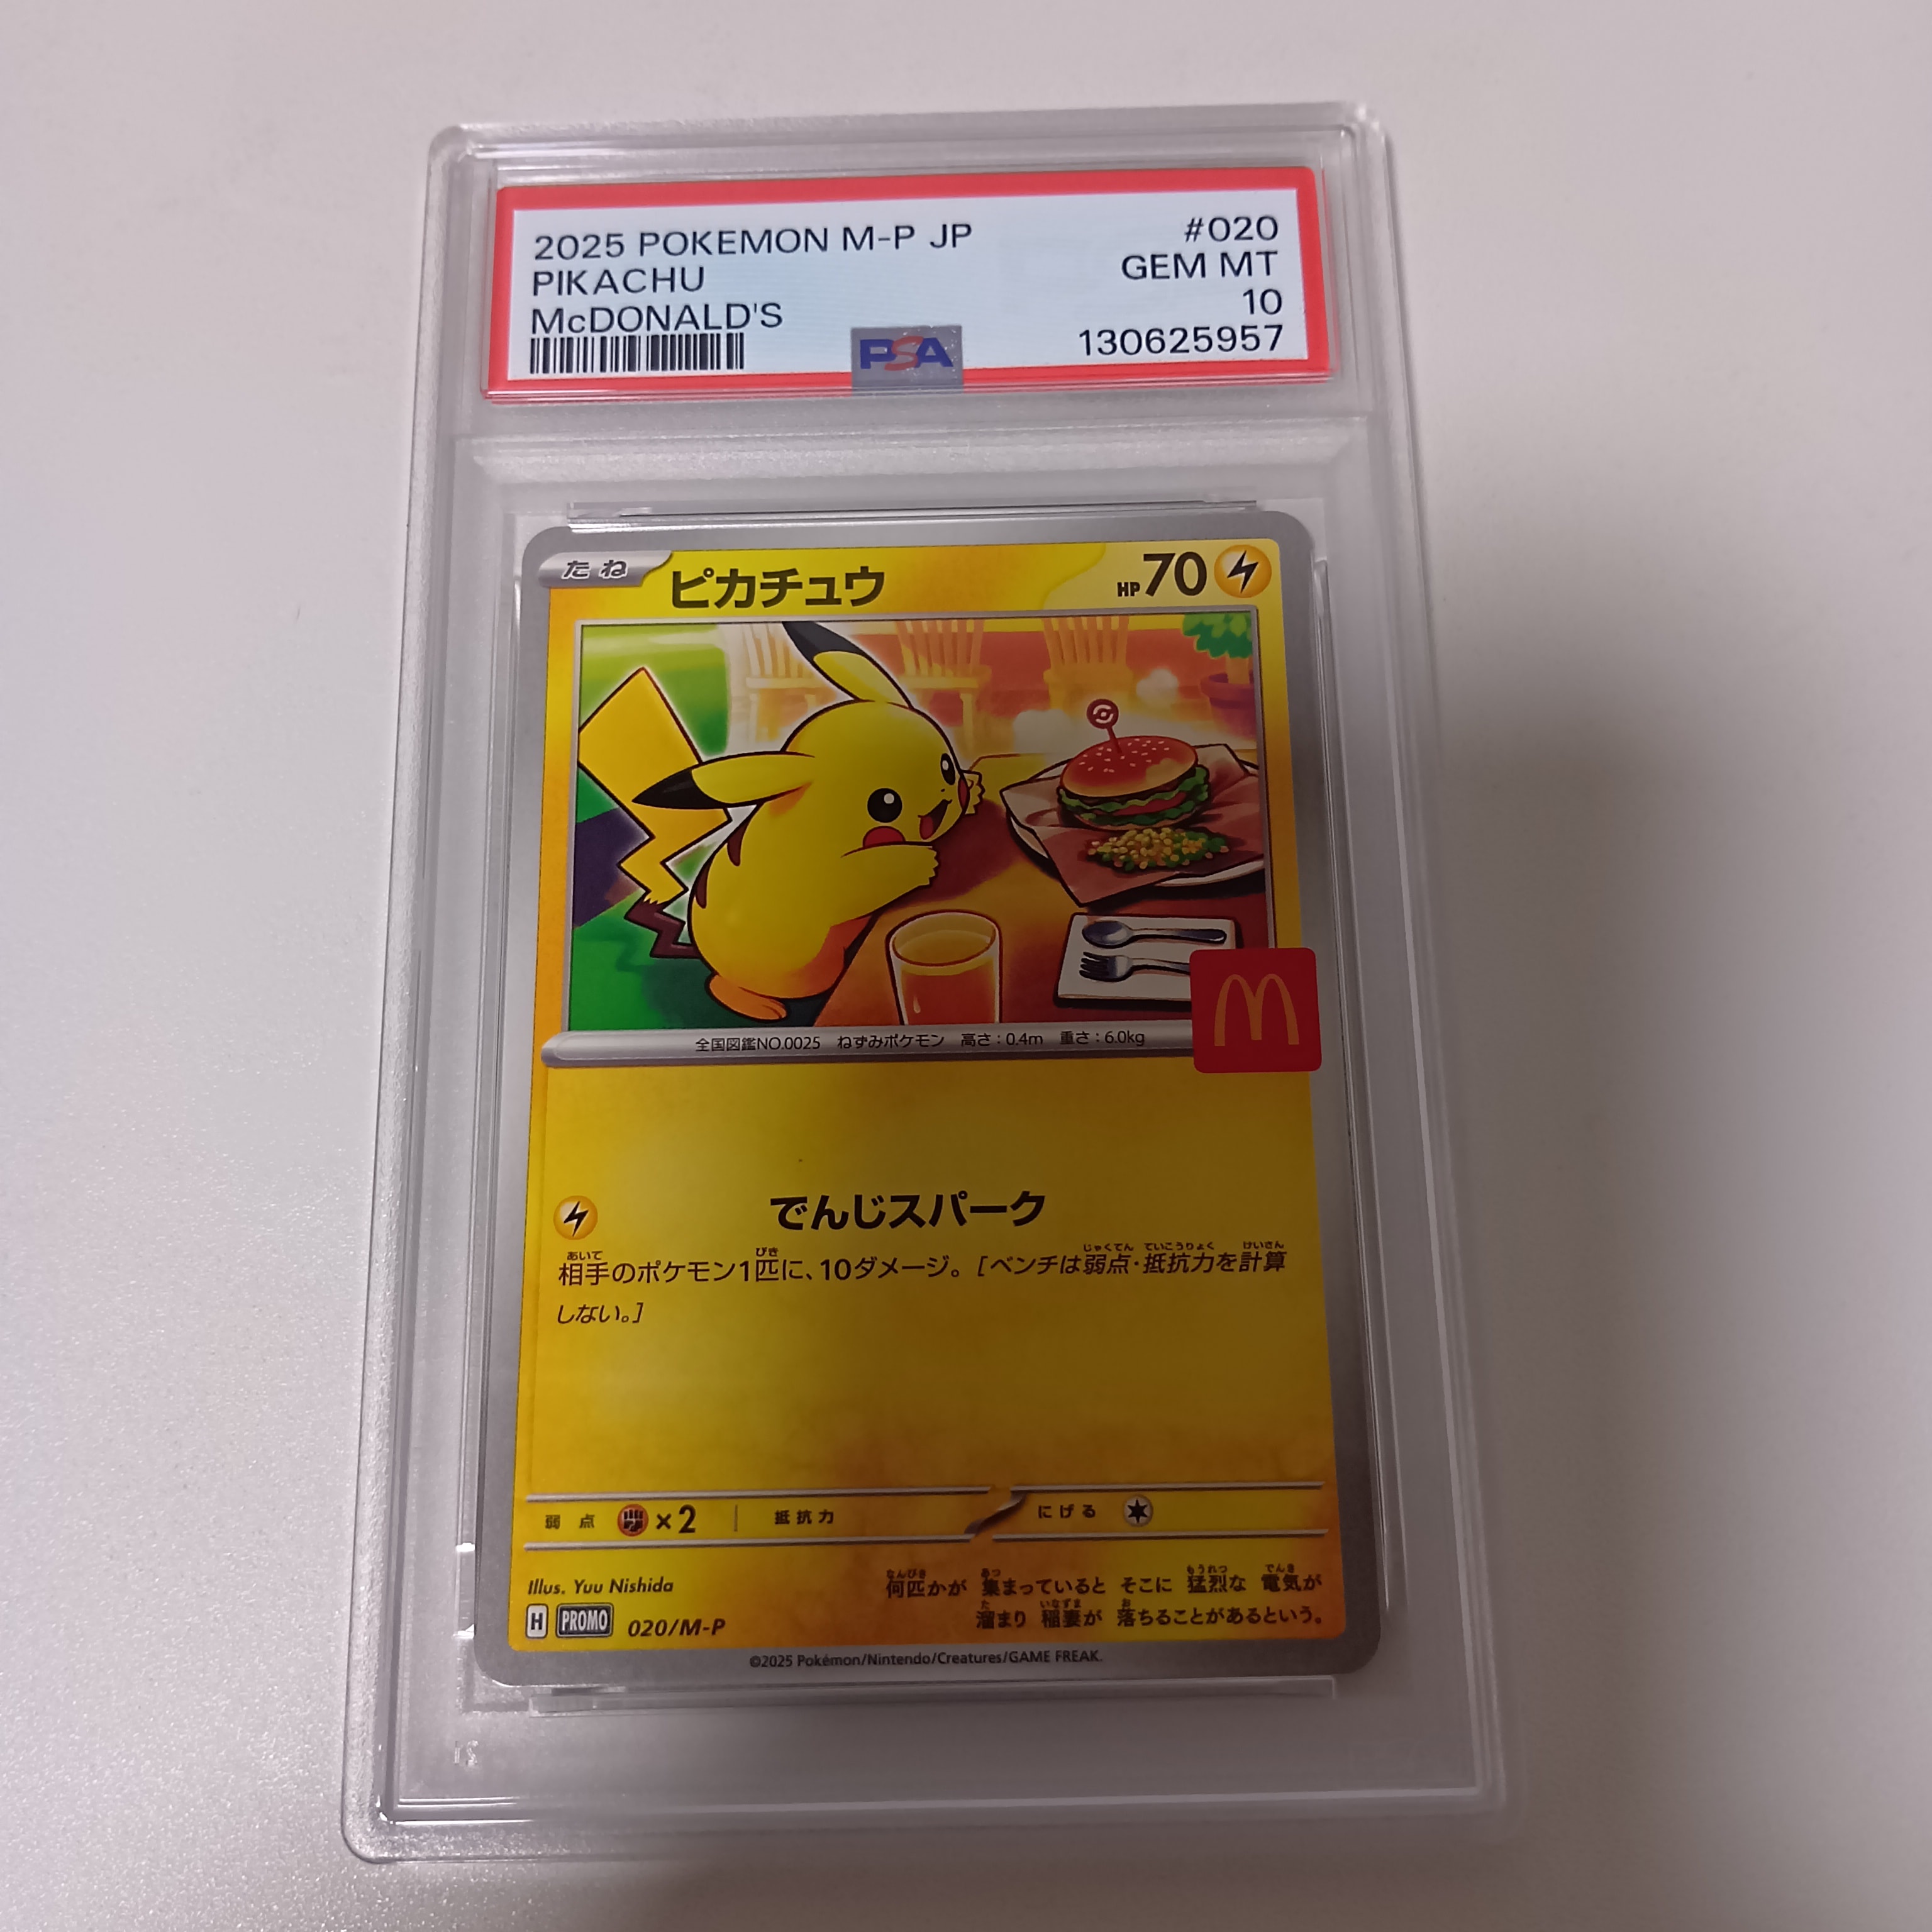 2025 POKEMON M-P JP #020
PIKACHU GEM MT
McDONALD'S 10
PSA 130625957
たね ピカチュウ HP70
全国図鑑NO.0025 ねずみポケモン 高さ:0.4m 重さ:6.0kg
でんじスパーク
相手のポケモン1匹に、10ダメージ。[ベンチは弱点・抵抗力を計算
しない。]
弱点 ×2 抵抗力 にげる
Illus. Yuu Nishida
H PROMO 020/M-P
何匹かが 集まっていると そこに 猛烈な 電気が
溜まり 稲妻が 落ちることがあるという。
©2025 Pokémon/Nintendo/Creatures/GAME FREAK.